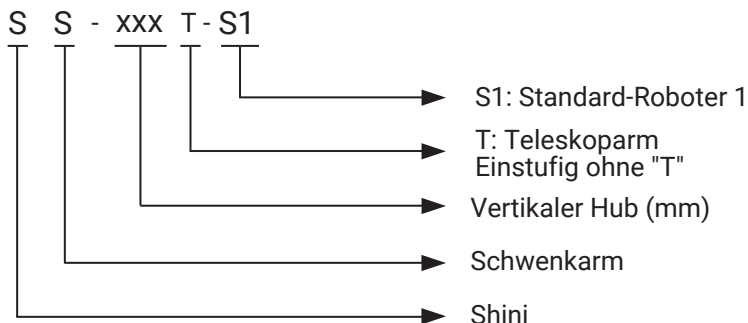 S S - xxx T - S1
S1: Standard-Roboter 1
T: Teleskoparm
Einstufig ohne "T"
Vertikaler Hub (mm)
Schwenkarm
Shini